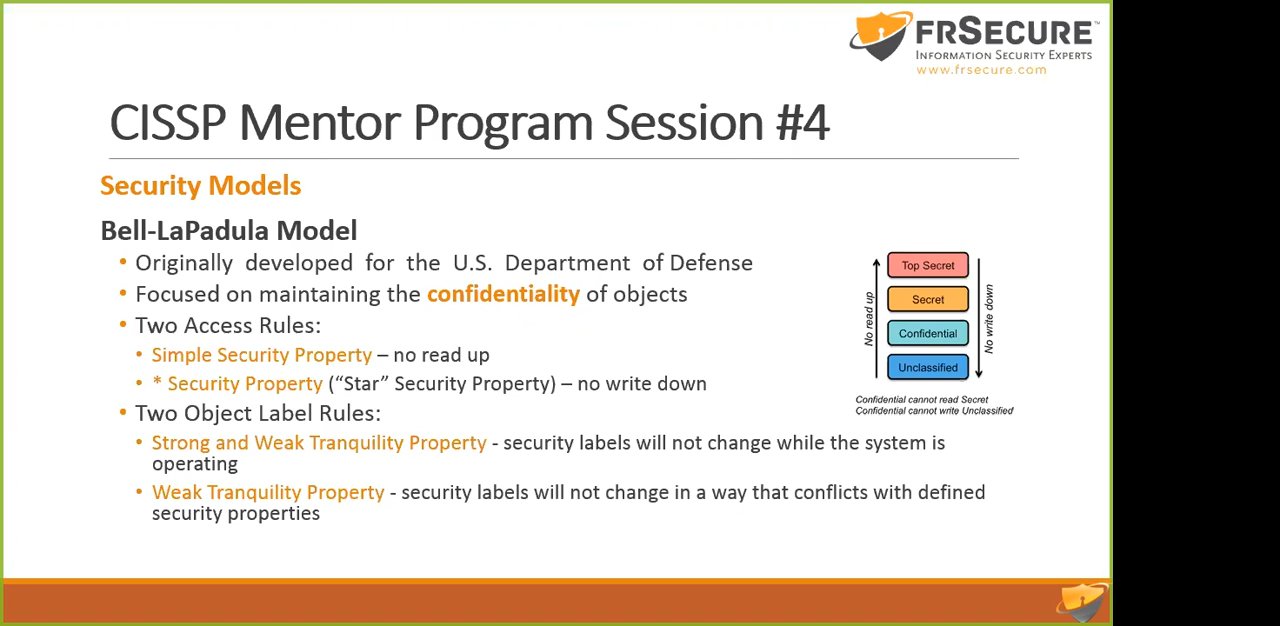 FRSECURE™
INFORMATION SECURITY EXPERTS
www.frsecure.com
CISSP Mentor Program Session #4
Security Models
Bell-LaPadula Model
• Originally developed for the U.S. Department of Defense
• Focused on maintaining the confidentiality of objects
• Two Access Rules:
• Simple Security Property – no read up
• * Security Property (“Star” Security Property) – no write down
• Two Object Label Rules:
• Strong and Weak Tranquility Property - security labels will not change while the system is
operating
• Weak Tranquility Property - security labels will not change in a way that conflicts with defined
security properties
No read up
Top Secret
Secret
Confidential
Unclassified
No write down
Confidential cannot read Secret
Confidential cannot write Unclassified